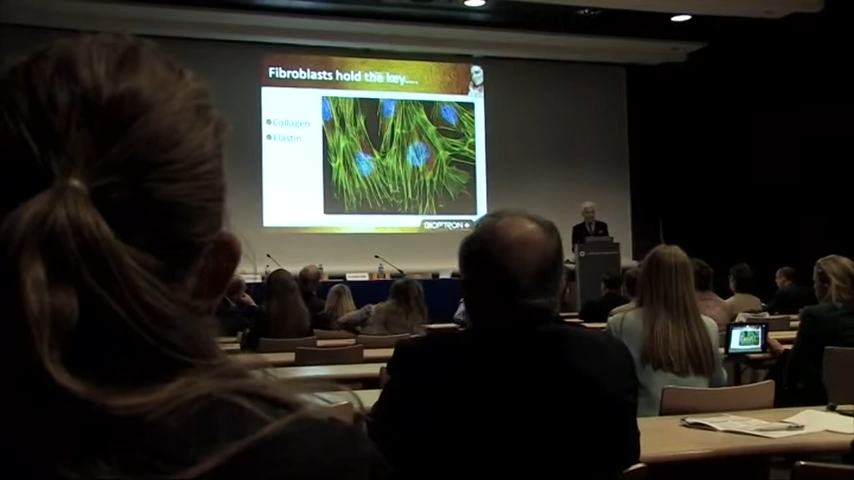 Fibroblasts hold the key....
Collagen
Elastin
BIOPTRON